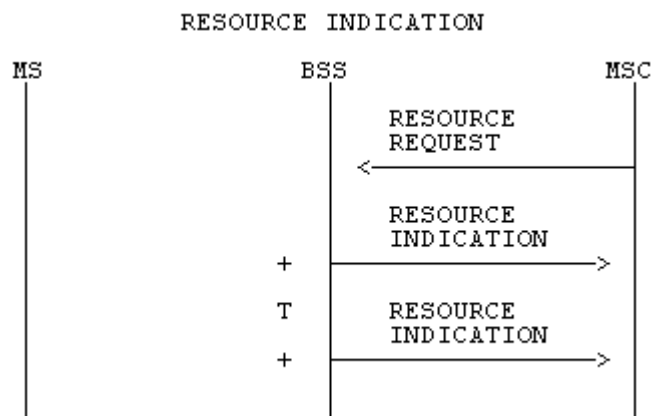 RESOURCE INDICATION
MS BSS MSC
RESOURCE
REQUEST
RESOURCE
INDICATION
+
T RESOURCE
INDICATION
+